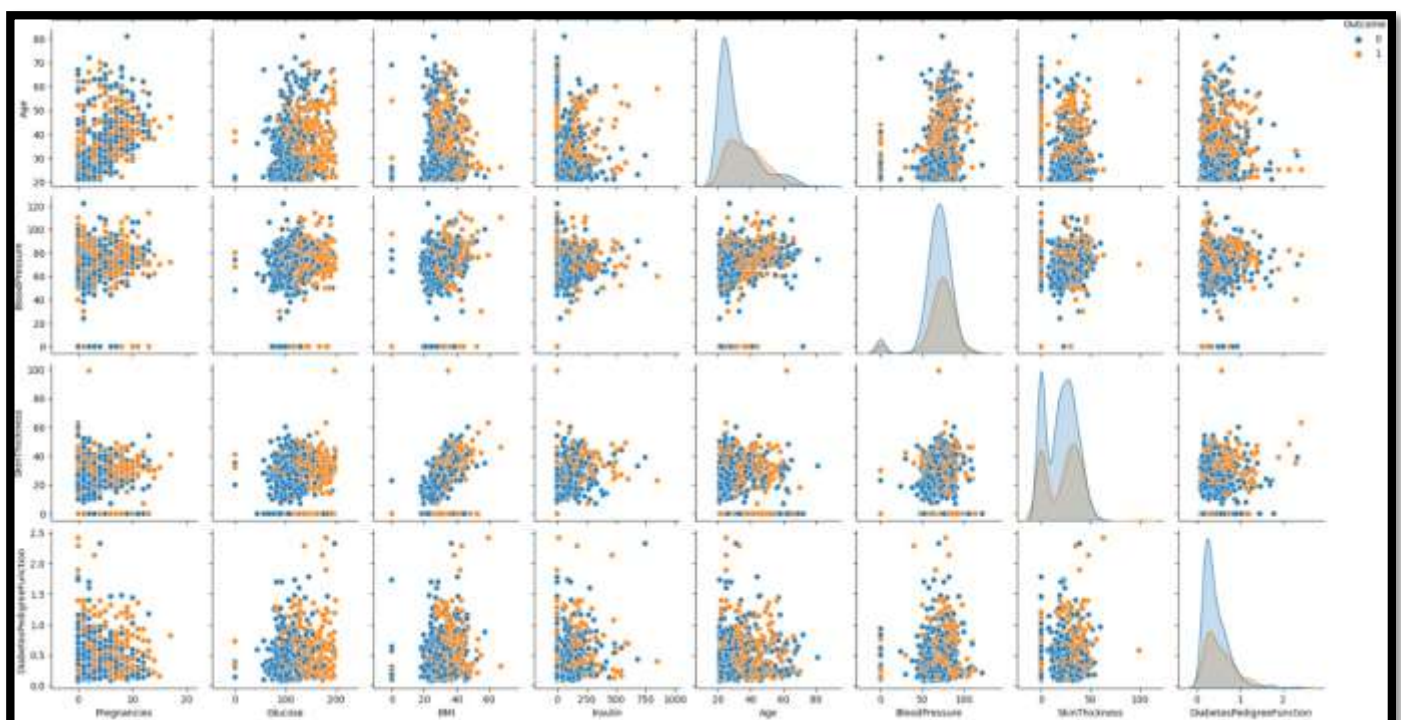 Outcome
0
1
Age
80
70
60
50
40
30
20
BloodPressure
120
100
80
60
40
20
0
SkinThickness
100
80
60
40
20
0
DiabetesPedigreeFunction
2.5
2.0
1.5
1.0
0.5
0.0
0 10 20
0 100 200
0 20 40 60
0 250 500 750 1000
20 40 60 80
0 50 100
0 50 100
0 1 2
Pregnancies Glucose BMI Insulin Age BloodPressure SkinThickness DiabetesPedigreeFunction